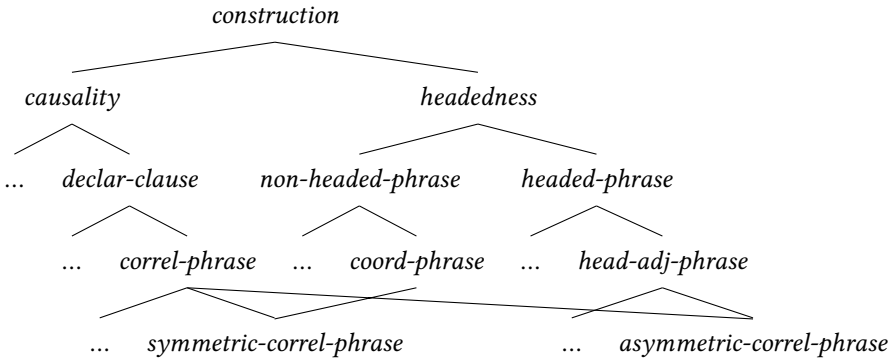 construction
causality headedness
... declar-clause non-headed-phrase headed-phrase
... correl-phrase ... coord-phrase ... head-adj-phrase
... symmetric-correl-phrase ... asymmetric-correl-phrase